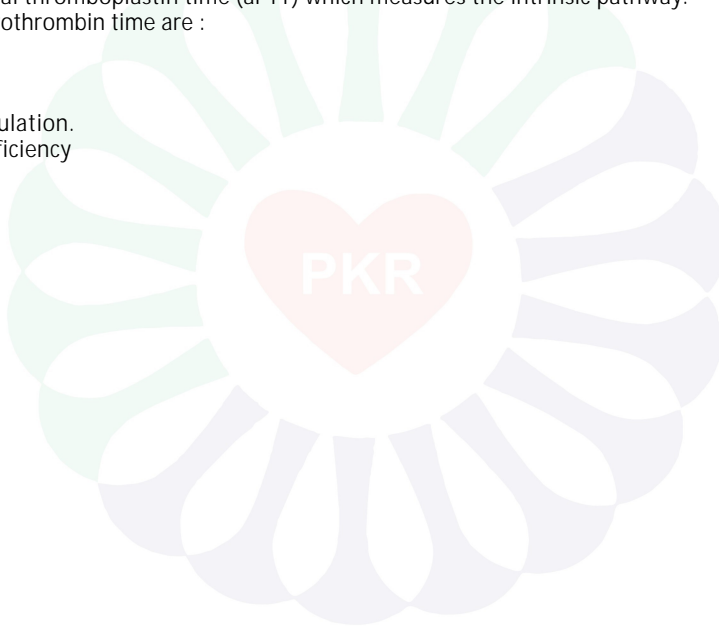 al thromboplastin time (aPTT) which measures the intrinsic pathway.
othrombin time are :
ulation.
ficiency
PKR